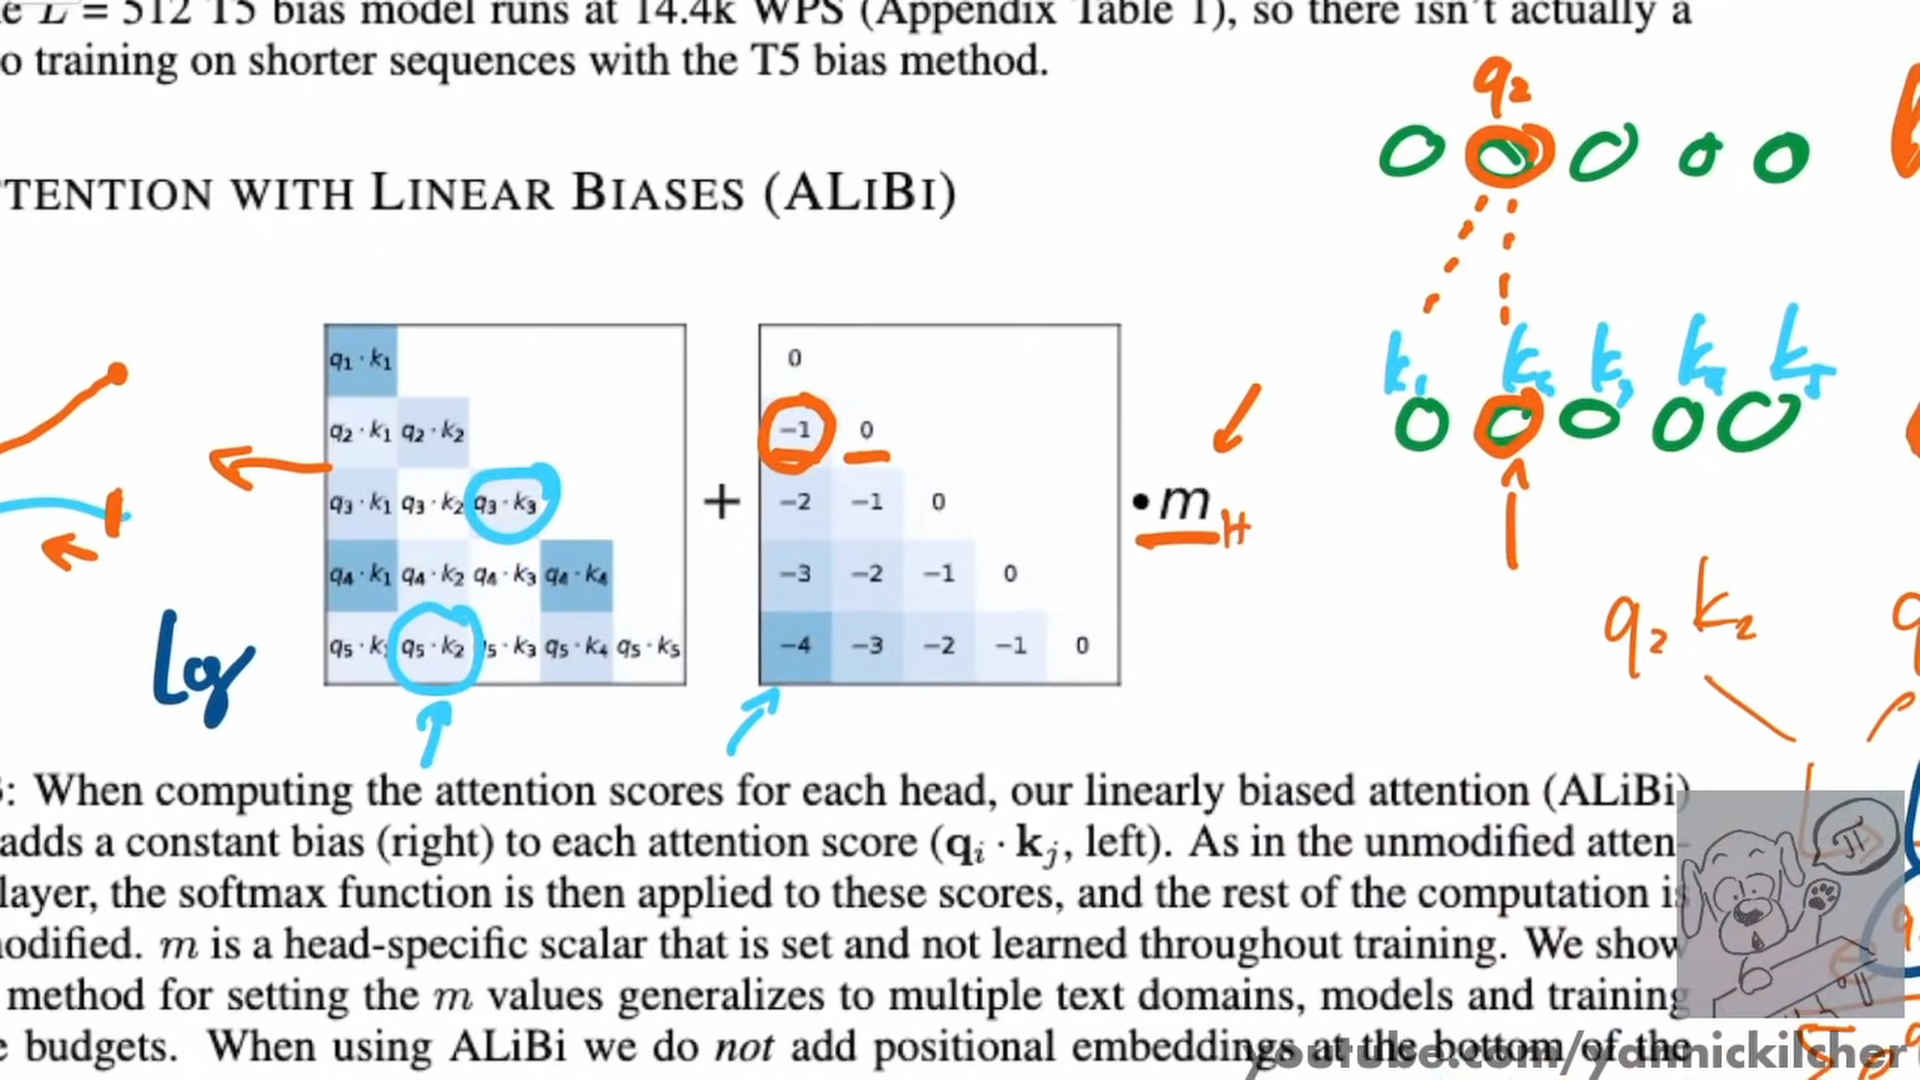 e L = 512 T5 bias model runs at 14.4k WPS (Appendix Table 1), so there isn't actually a
o training on shorter sequences with the T5 bias method.
q2
TENTION WITH LINEAR BIASES (ALIBI)
k1 k2 k3 k4 k5
q1 · k1
q2 · k1 q2 · k2
q3 · k1 q3 · k2 q3 · k3
q4 · k1 q4 · k2 q4 · k3 q4 · k4
q5 · k q5 · k2 5 · k3 q5 · k4 q5 · k5
+
0
−1 0
−2 −1 0
−3 −2 −1 0
−4 −3 −2 −1 0
• m H
q2 k2
: When computing the attention scores for each head, our linearly biased attention (ALiBi)
adds a constant bias (right) to each attention score (qi · kj, left). As in the unmodified atten-
layer, the softmax function is then applied to these scores, and the rest of the computation is
odified. m is a head-specific scalar that is set and not learned throughout training. We show
method for setting the m values generalizes to multiple text domains, models and training
e budgets. When using ALiBi we do not add positional embeddings at the bottom of the
π
youtube.com/yannickilcher